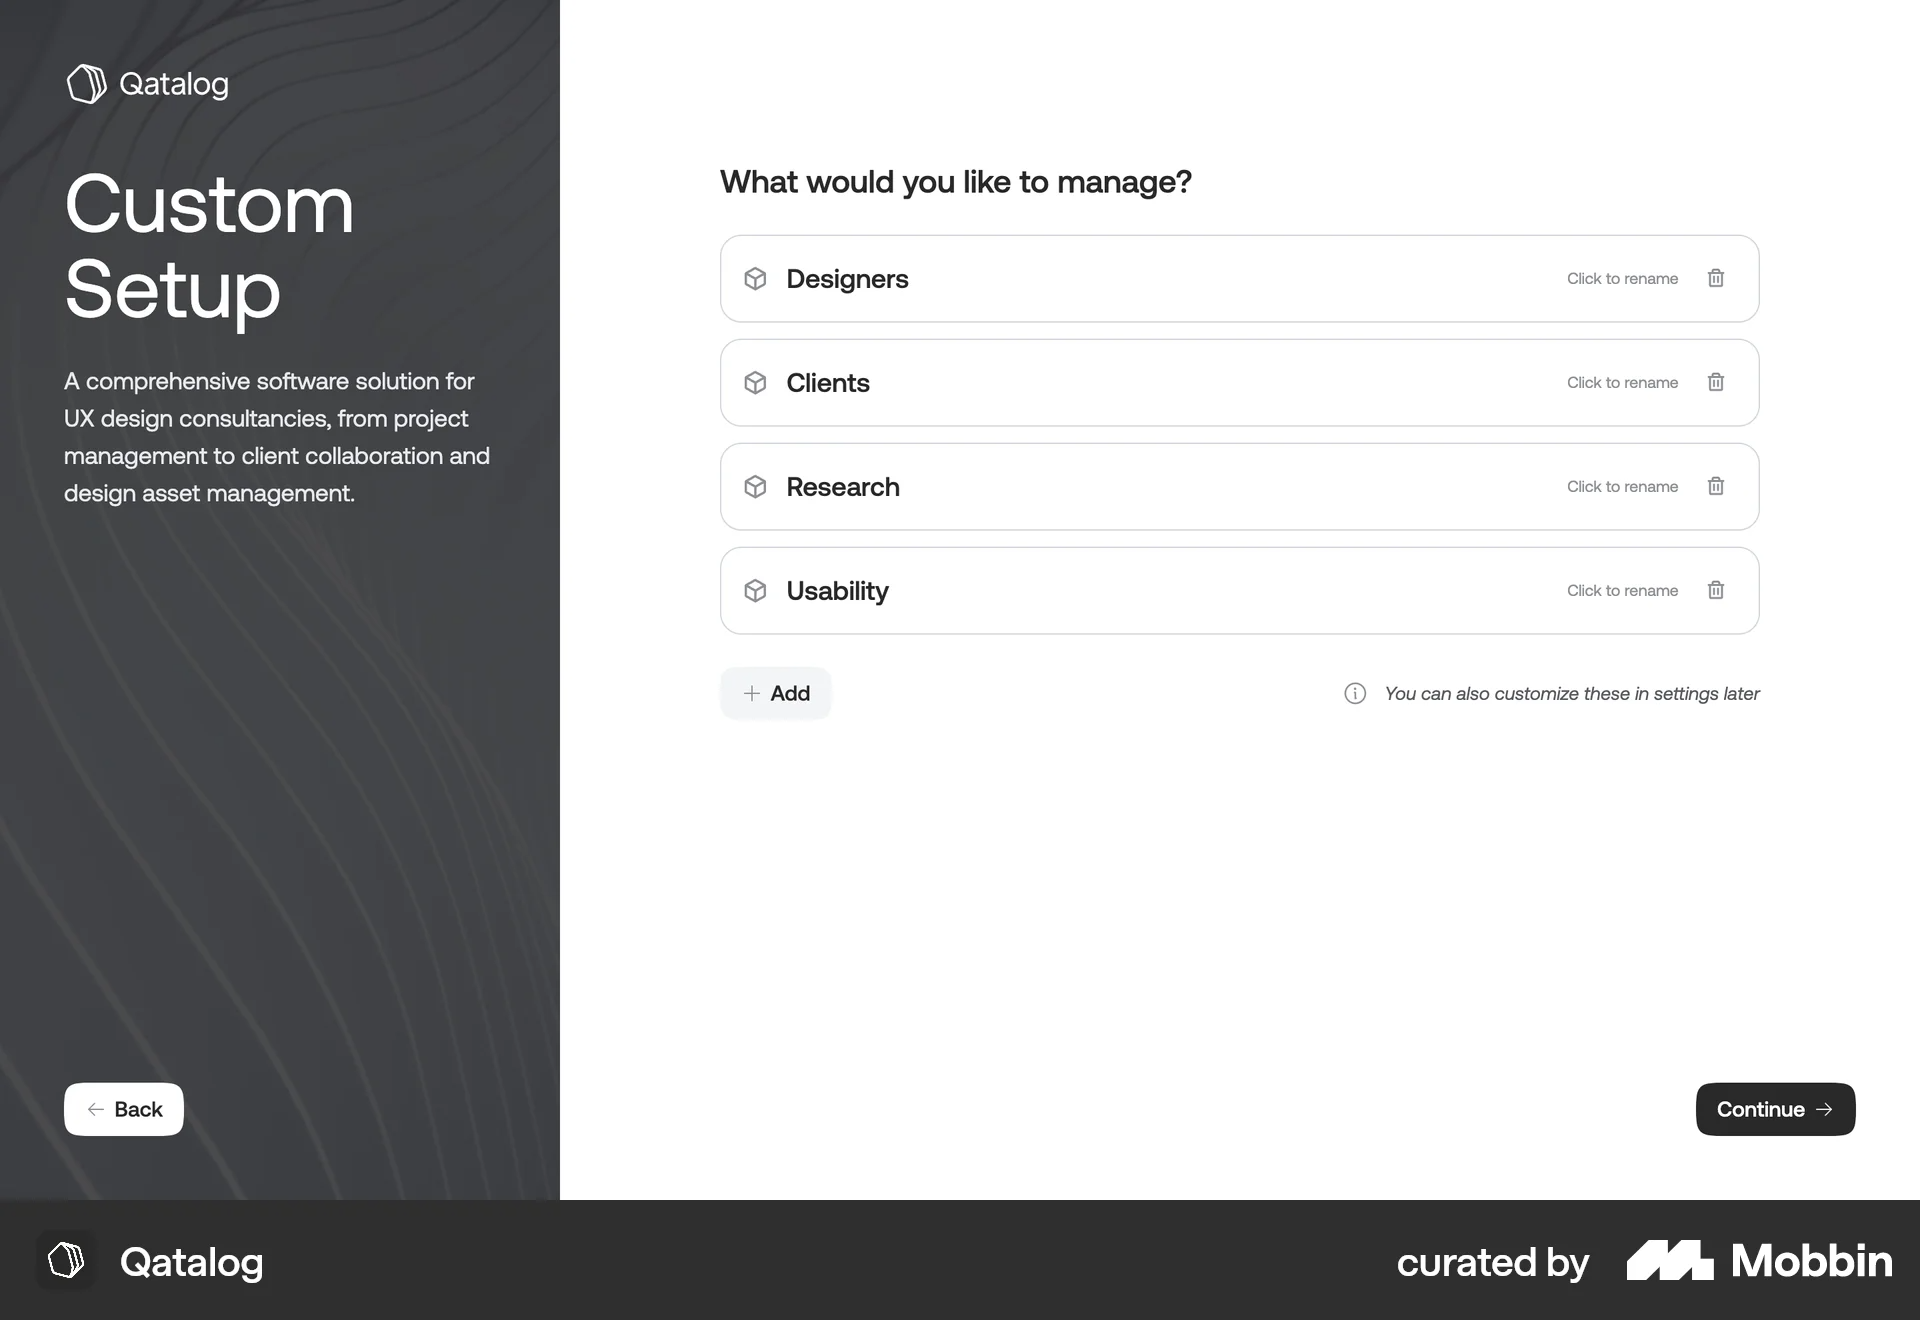 Qatalog
Custom
Setup
A comprehensive software solution for
UX design consultancies, from project
management to client collaboration and
design asset management.
Back
What would you like to manage?
Designers
Click to rename
Clients
Click to rename
Research
Click to rename
Usability
Click to rename
Add
You can also customize these in settings later
Continue
Qatalog
curated by
Mobbin